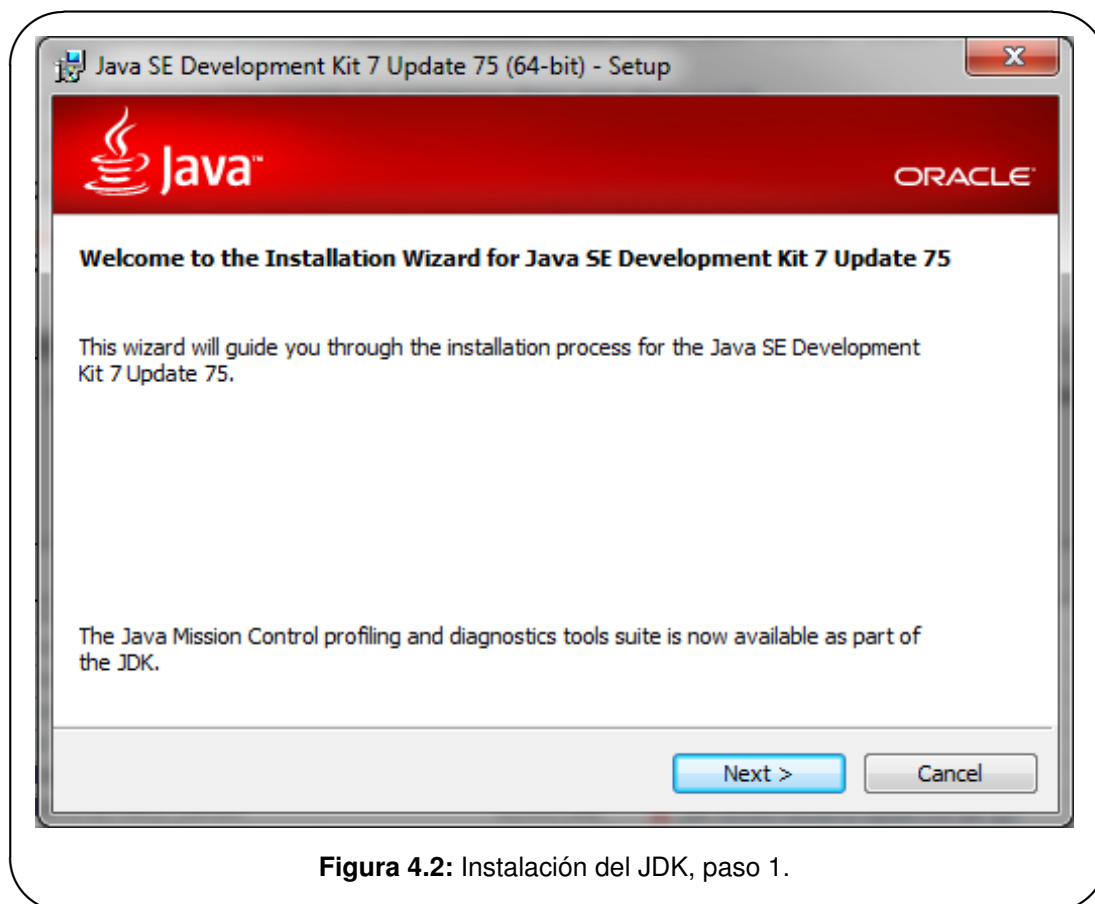 Java SE Development Kit 7 Update 75 (64-bit) - Setup
Java™
ORACLE®
Welcome to the Installation Wizard for Java SE Development Kit 7 Update 75
This wizard will guide you through the installation process for the Java SE Development
Kit 7 Update 75.
The Java Mission Control profiling and diagnostics tools suite is now available as part of
the JDK.
Next >
Cancel
Figura 4.2: Instalación del JDK, paso 1.